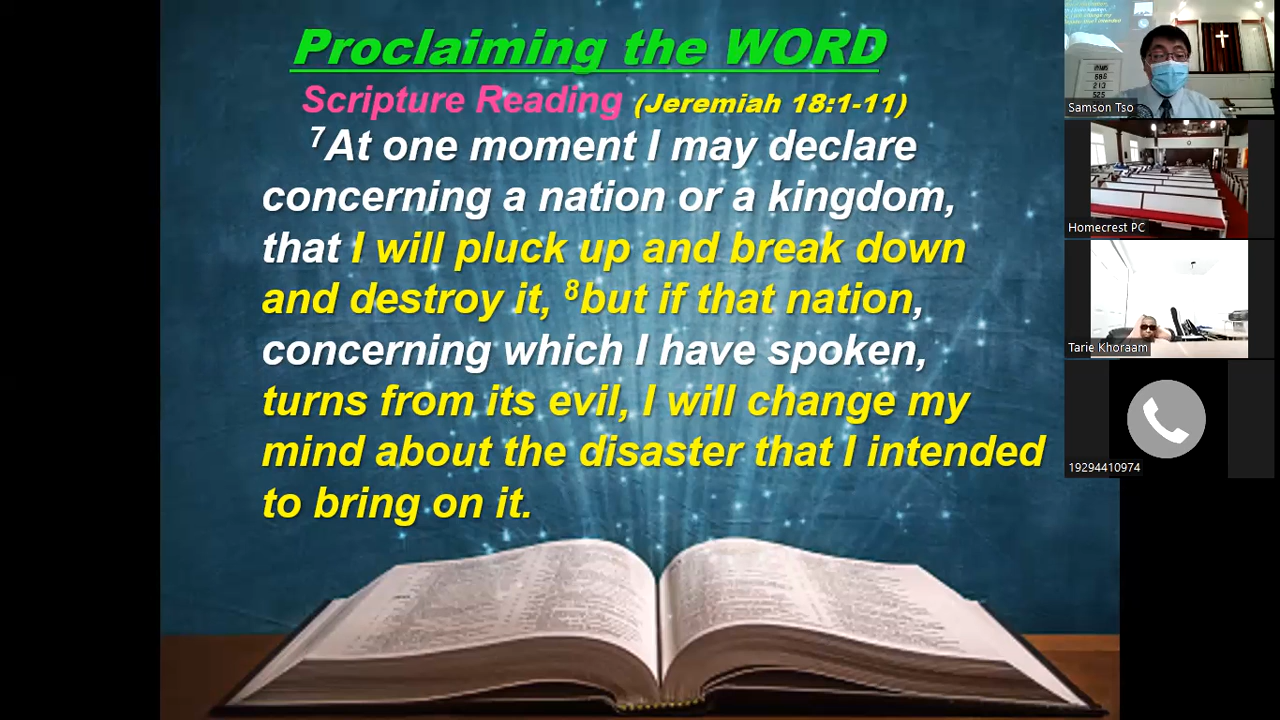 Proclaiming the WORD
Scripture Reading (Jeremiah 18:1-11)
7At one moment I may declare
concerning a nation or a kingdom,
that I will pluck up and break down
and destroy it, 8but if that nation,
concerning which I have spoken,
turns from its evil, I will change my
mind about the disaster that I intended
to bring on it.
HYMNS
Samson Tso
Homecrest PC
Tarie Khoraam
19294410974